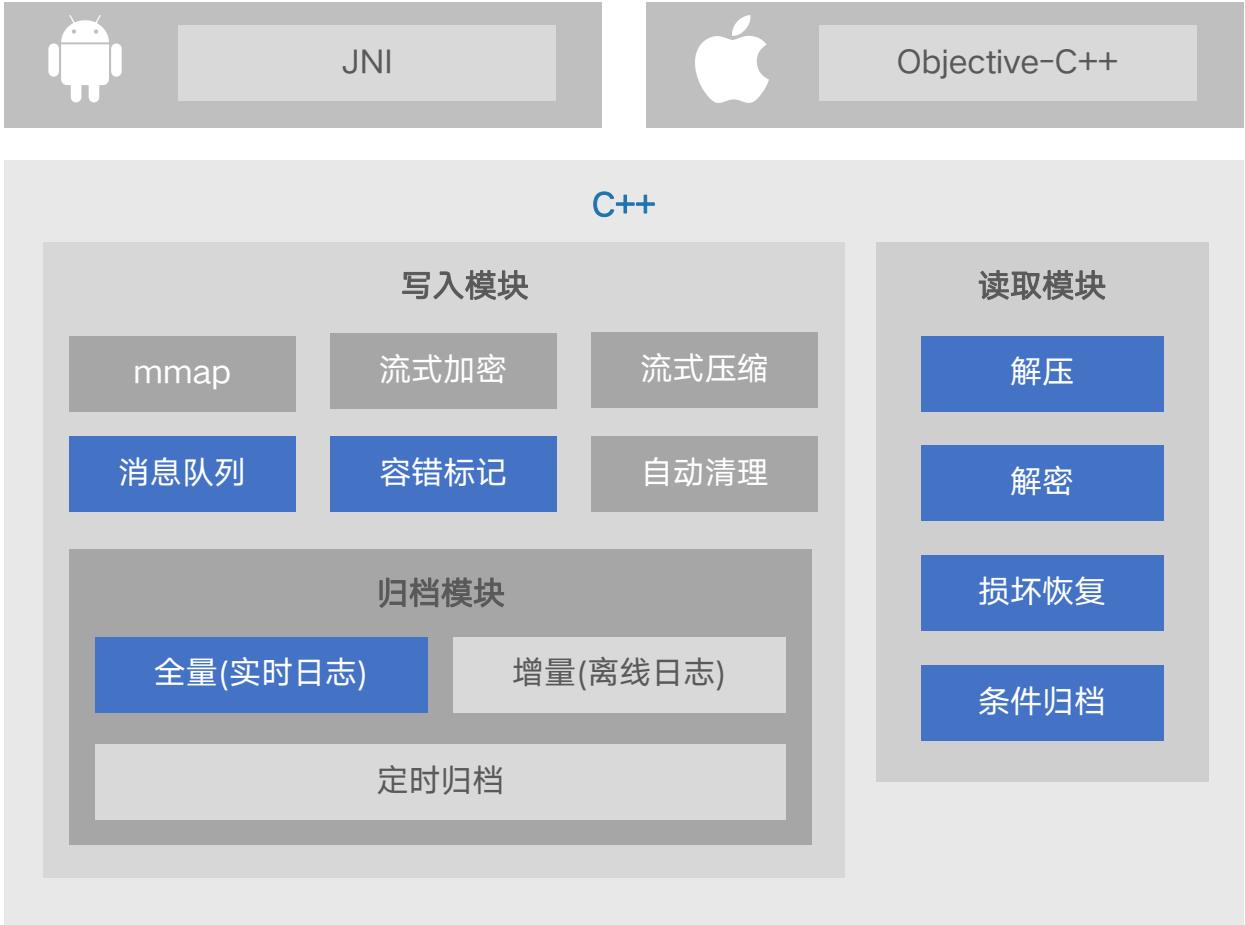 JNI
Objective-C++
C++
写入模块
mmap
流式加密
流式压缩
消息队列
容错标记
自动清理
归档模块
全量(实时日志)
增量(离线日志)
定时归档
读取模块
解压
解密
损坏恢复
条件归档